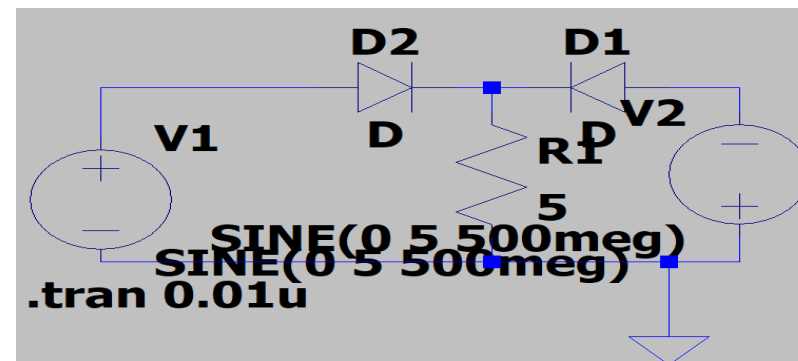 D2 D1
V1 D D V2
R1
5
SINE(0 5 500meg)
SINE(0 5 500meg)
.tran 0.01u